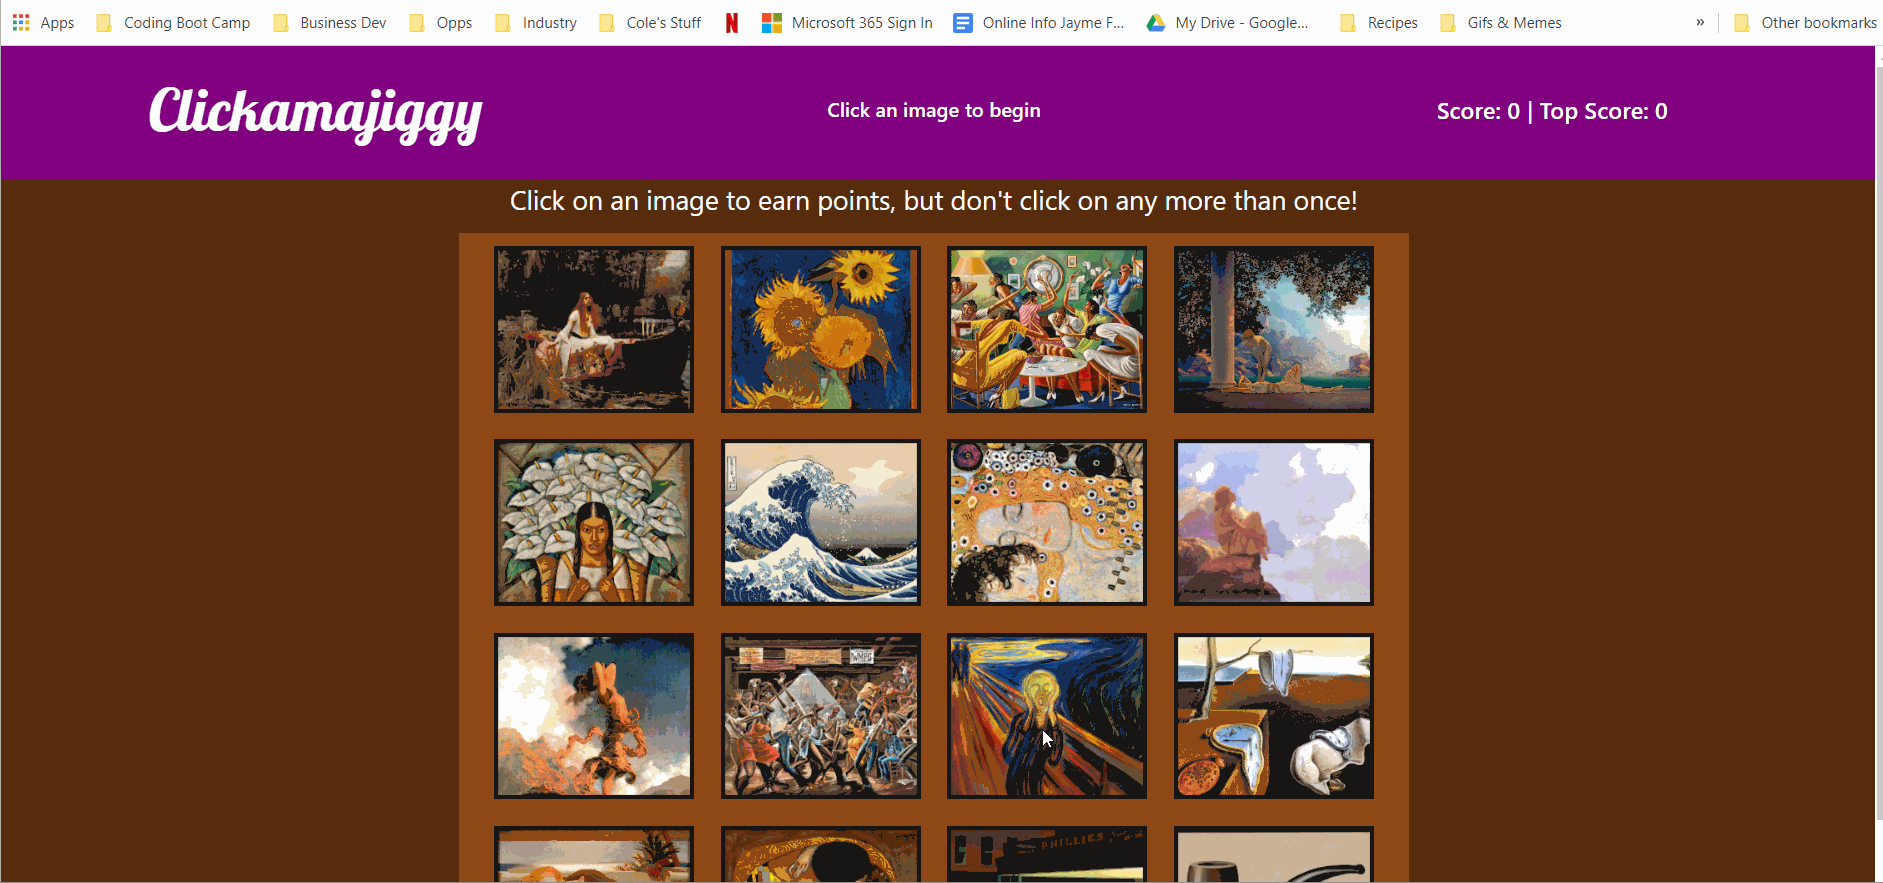 Apps Coding Boot Camp Business Dev Opps Industry Cole's Stuff Microsoft 365 Sign In Online Info Jayme F... My Drive - Google... Recipes Gifs & Memes » Other bookmarks
Clickamajiggy Click an image to begin Score: 0 | Top Score: 0
Click on an image to earn points, but don't click on any more than once!
WMPG
PHILLIES